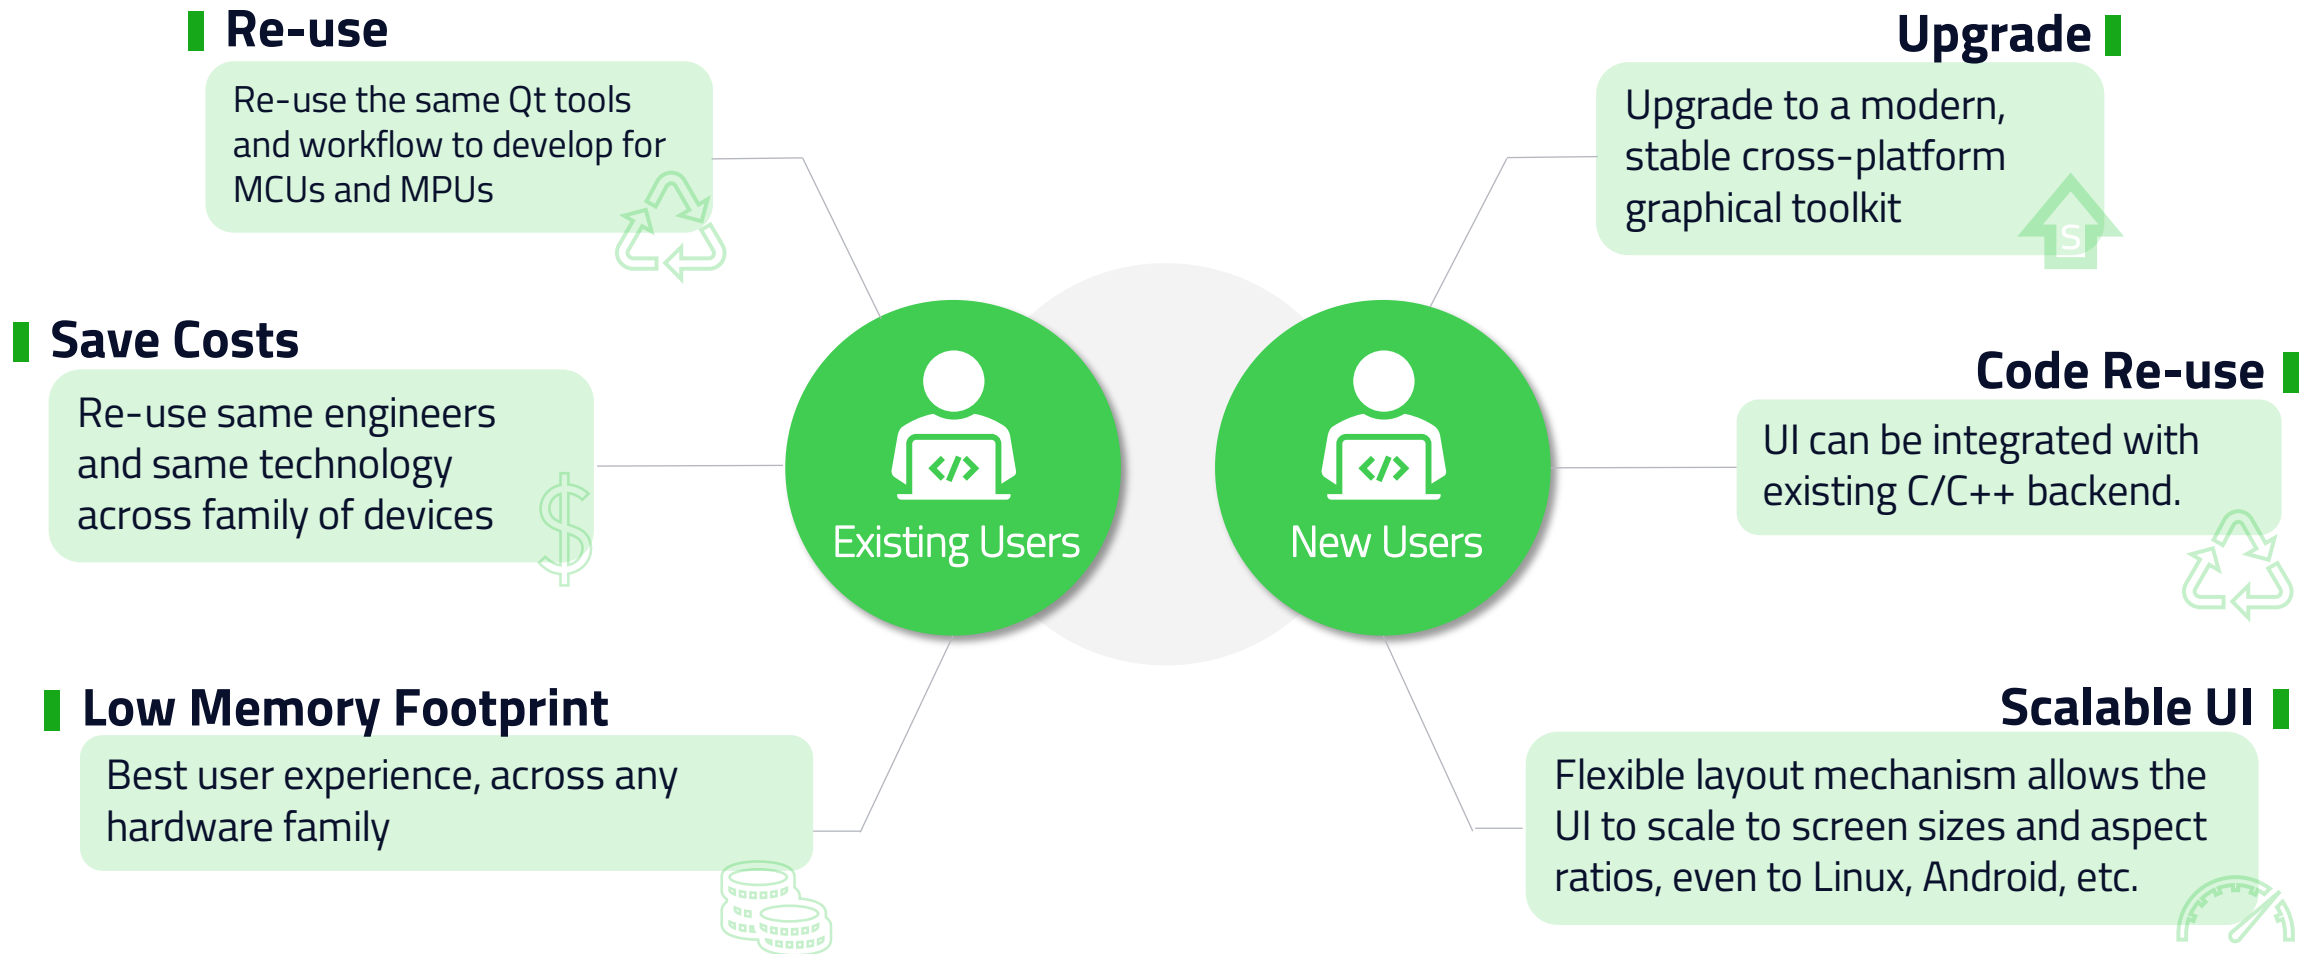 Re-use
Re-use the same Qt tools
and workflow to develop for
MCUs and MPUs
Save Costs
Re-use same engineers
and same technology
across family of devices
Low Memory Footprint
Best user experience, across any
hardware family
</>
Existing Users
</>
New Users
Upgrade
Upgrade to a modern,
stable cross-platform
graphical toolkit
S
Code Re-use
UI can be integrated with
existing C/C++ backend.
Scalable UI
Flexible layout mechanism allows the
UI to scale to screen sizes and aspect
ratios, even to Linux, Android, etc.